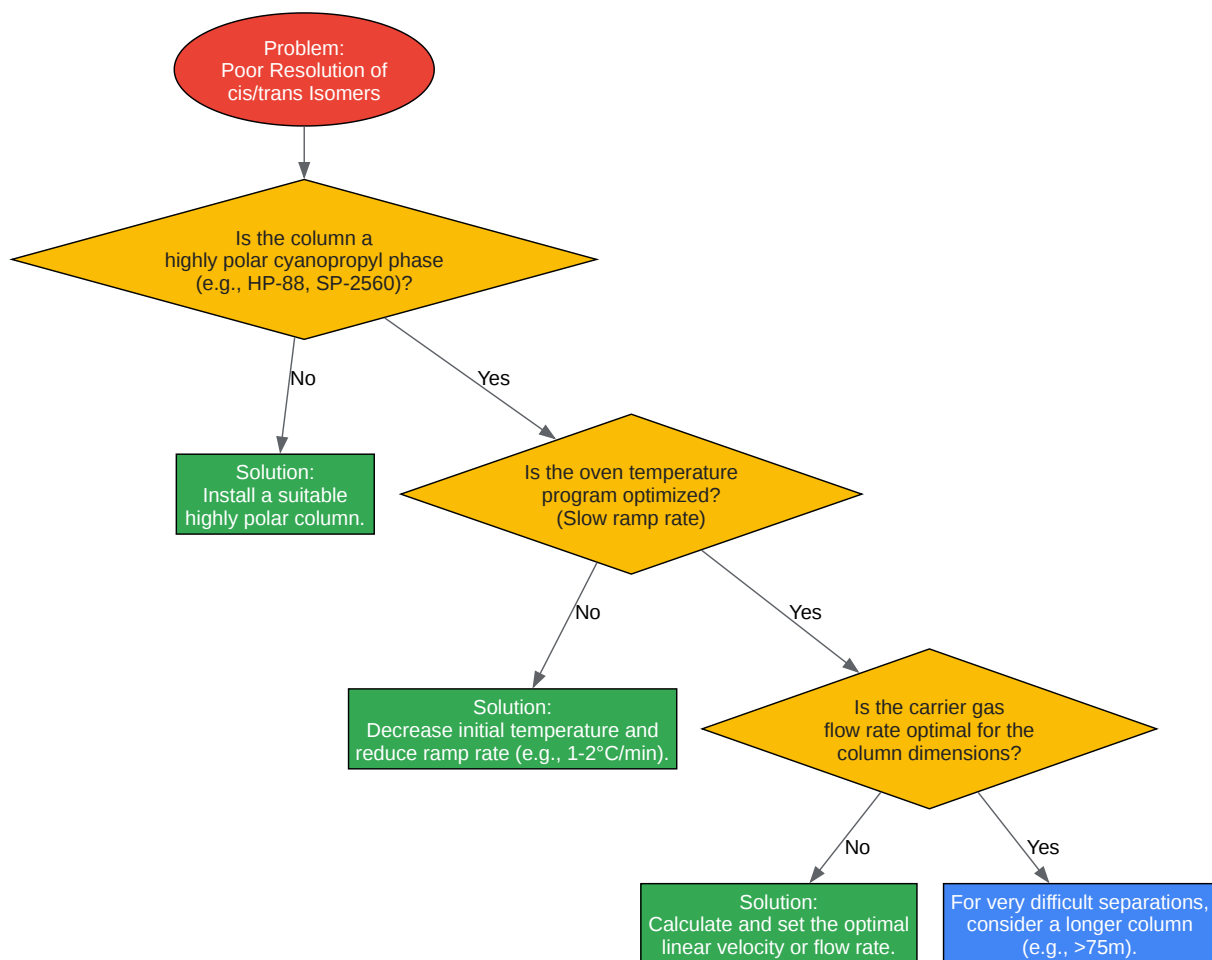 Problem:
Poor Resolution of
cis/trans Isomers
Is the column a
highly polar cyanopropyl phase
(e.g., HP-88, SP-2560)?
No
Yes
Solution:
Install a suitable
highly polar column.
Is the oven temperature
program optimized?
(Slow ramp rate)
No
Yes
Solution:
Decrease initial temperature and
reduce ramp rate (e.g., 1-2°C/min).
Is the carrier gas
flow rate optimal for the
column dimensions?
No
Yes
Solution:
Calculate and set the optimal
linear velocity or flow rate.
For very difficult separations,
consider a longer column
(e.g., >75m).